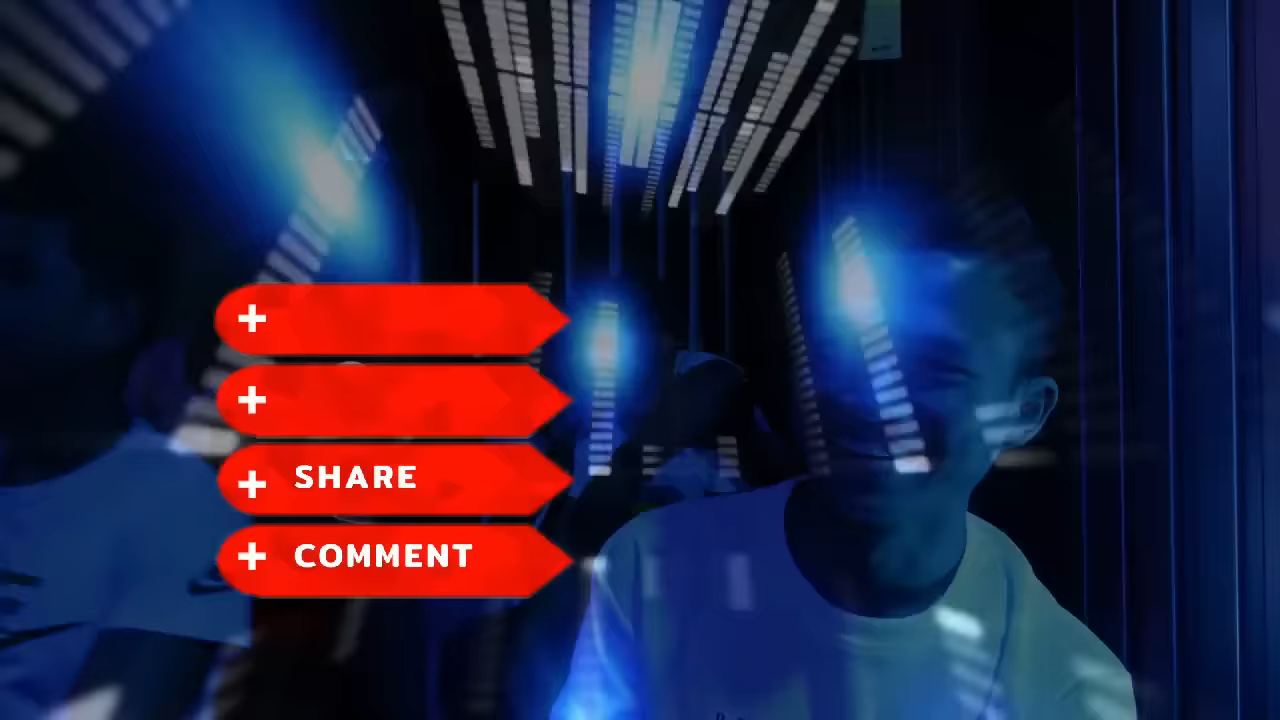 +
+
+ SHARE
+ COMMENT